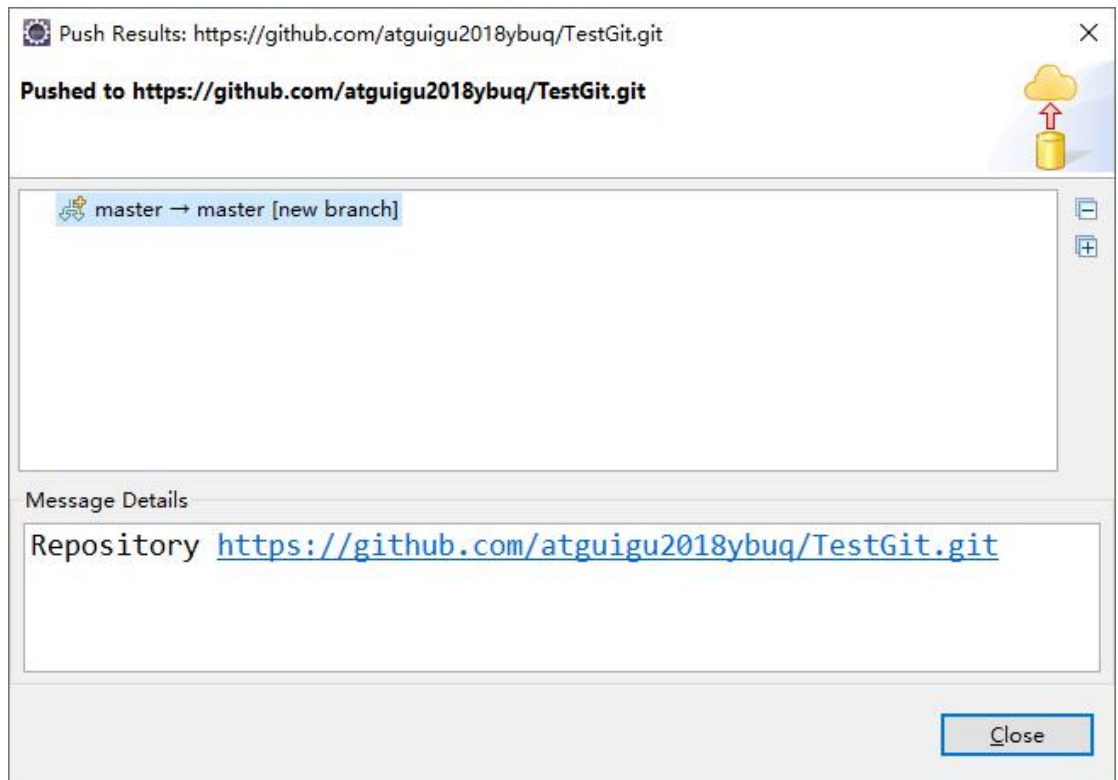 Push Results: https://github.com/atguigu2018ybuq/TestGit.git
Pushed to https://github.com/atguigu2018ybuq/TestGit.git
master → master [new branch]
Message Details
Repository https://github.com/atguigu2018ybuq/TestGit.git
Close